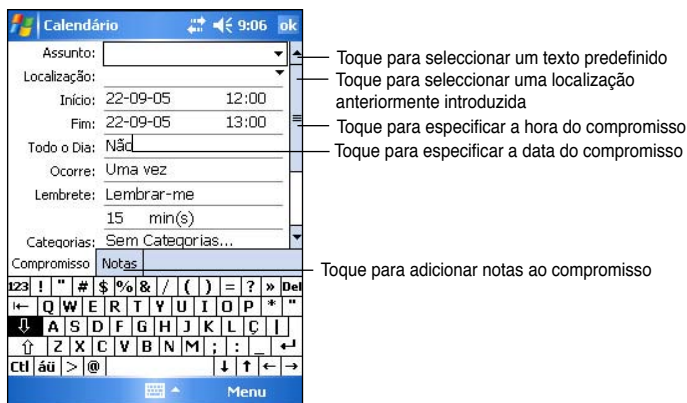 Calendário 9:06 ok
Assunto:
Localização:
Início: 22-09-05 12:00
Fim: 22-09-05 13:00
Todo o Dia: Não
Ocorre: Uma vez
Lembrete: Lembrar-me
15 min(s)
Categorias: Sem Categorias...
Compromisso Notas
123 ! " # $ % & / ( ) = ? » Del
Q W E R T Y U I O P * "
A S D F G H J K L Ç |
Z X C V B N M ; : _
Ctl áü > @ ↓ ↑ ← →
Menu
Toque para seleccionar um texto predefinido
Toque para seleccionar uma localização
anteriormente introduzida
Toque para especificar a hora do compromisso
Toque para especificar a data do compromisso
Toque para adicionar notas ao compromisso